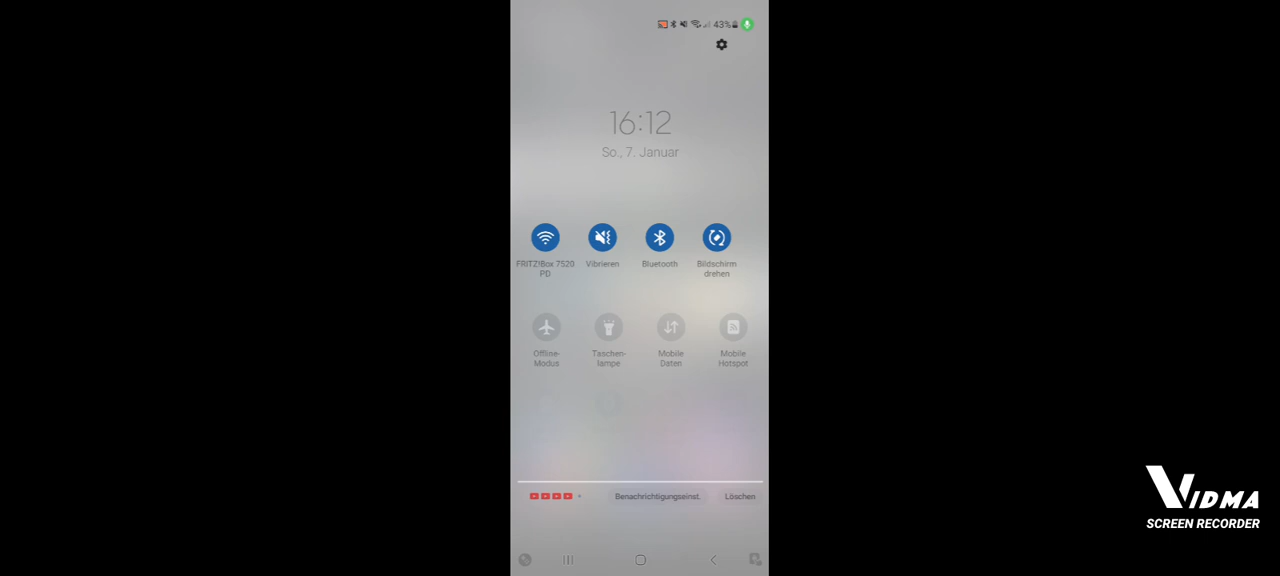 43%
16:12
So., 7. Januar
FRITZ!Box 7520
PD
Vibrieren
Bluetooth
Bildschirm
drehen
Offline-
Modus
Taschen-
lampe
Mobile
Daten
Mobile
Hotspot
Benachrichtigungseinst.
Löschen
VIDMA
SCREEN RECORDER